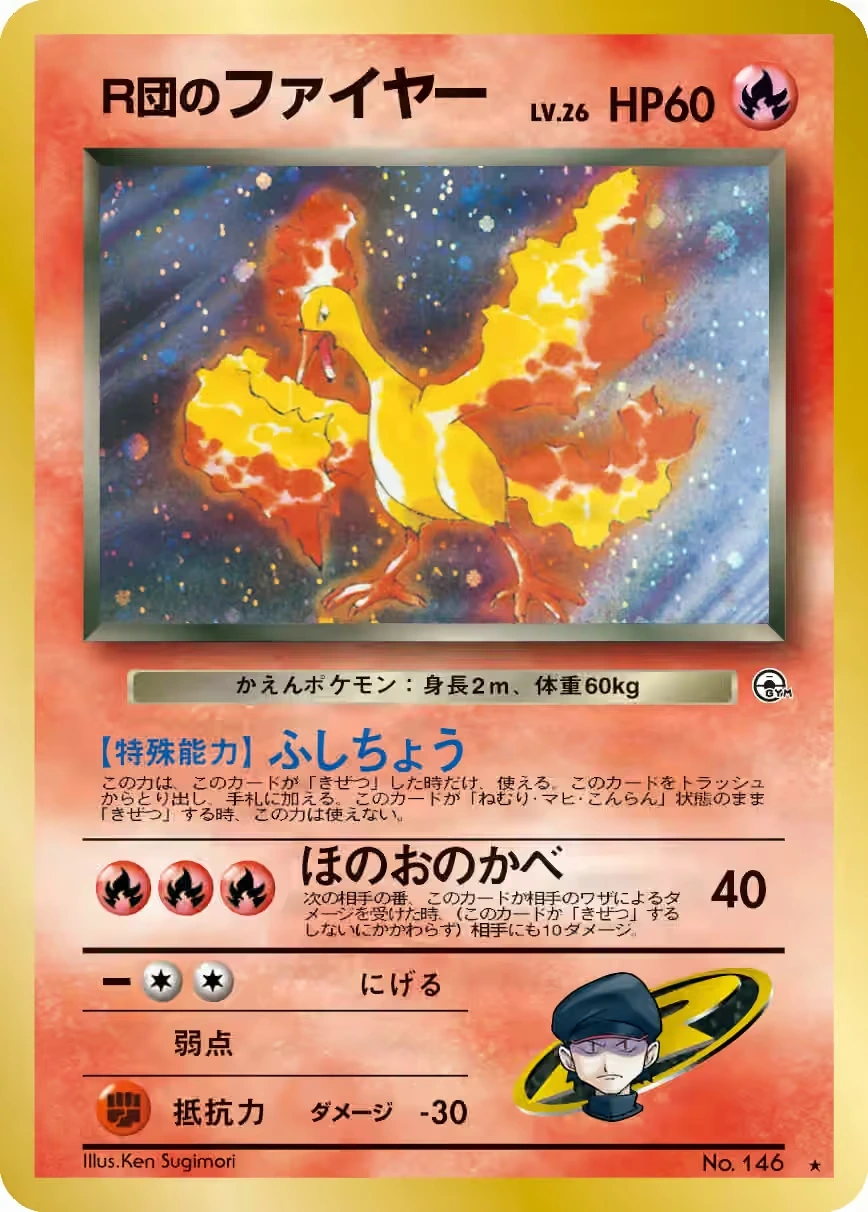 R団のファイヤー LV.26 HP60
かえんポケモン：身長2m、体重60kg
GYM
【特殊能力】ふしちょう
この力は、このカードが「きぜつ」した時だけ、使える。このカードをトラッシュ
からとり出し、手札に加える。このカードが「ねむり・マヒ・こんらん」状態のまま
「きぜつ」する時、この力は使えない。
ほのおのかべ 40
次の相手の番、このカードか相手のワザによるダ
メージを受けた時、（このカードか「きぜつ」する
しないにかかわらず）相手にも10ダメージ。
ー にげる
弱点
抵抗力 ダメージ -30
R
Illus.Ken Sugimori No. 146 ★